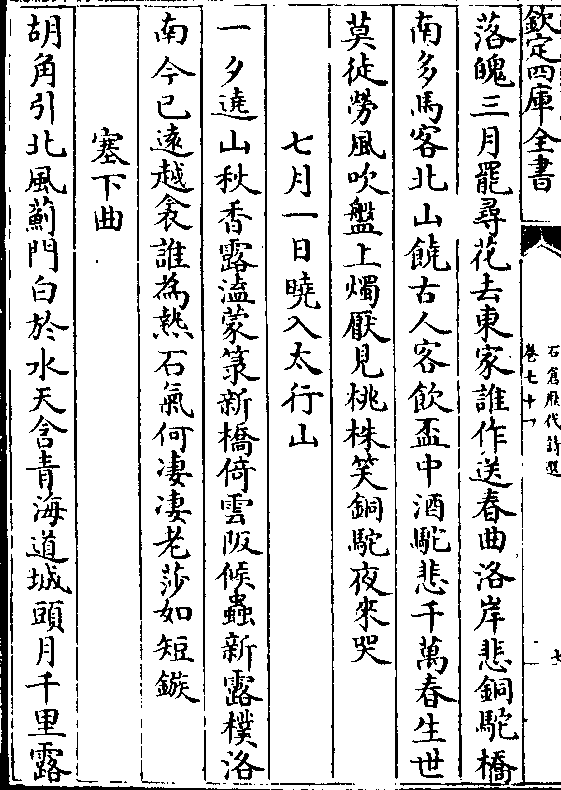 欽定四庫全書
石倉歷代詩選
卷七十一
七
落魄三月罷尋花去東家誰作送春曲洛岸悲銅駝橋
南多馬客北山饒古人客飲盃中酒駝悲千萬春生世
莫徒勞風吹盤上燭厭見桃株笑銅駝夜來哭
七月一日曉入太行山
一夕遶山秋香露溘蒙菉新橋倚雲阪候蟲新露樸洛
南今已遠越衾誰為熟石氣何凄凄老莎如短鏃
塞下曲
胡角引北風薊門白於水天含青海道城頭月千里露